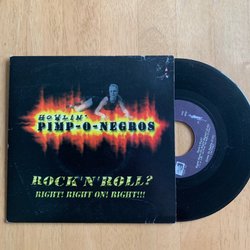 HOWLIN'
PIMP-O-NEGROS
ROCK'N'ROLL?
RIGHT! RIGHT ON! RIGHT!!!